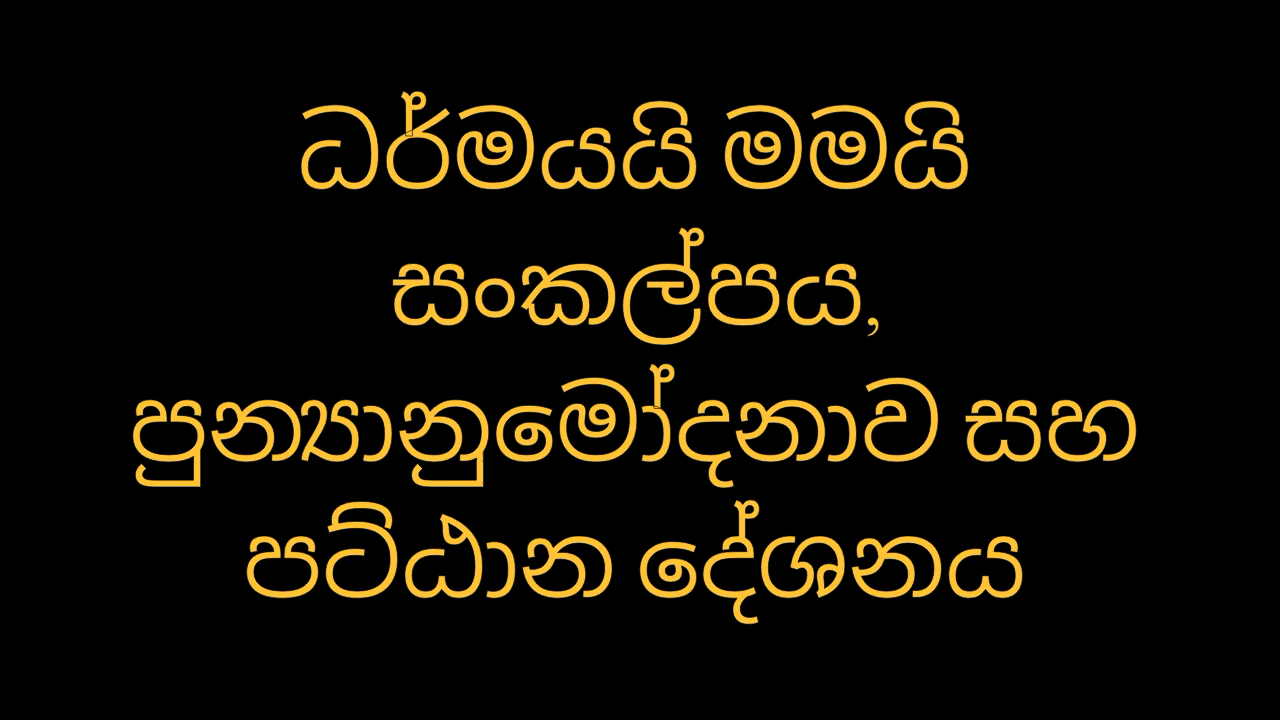 ධර්මයයි මමයි
සංකල්පය,
පුන්‍යානුමෝදනාව සහ
පට්ඨාන දේශනය